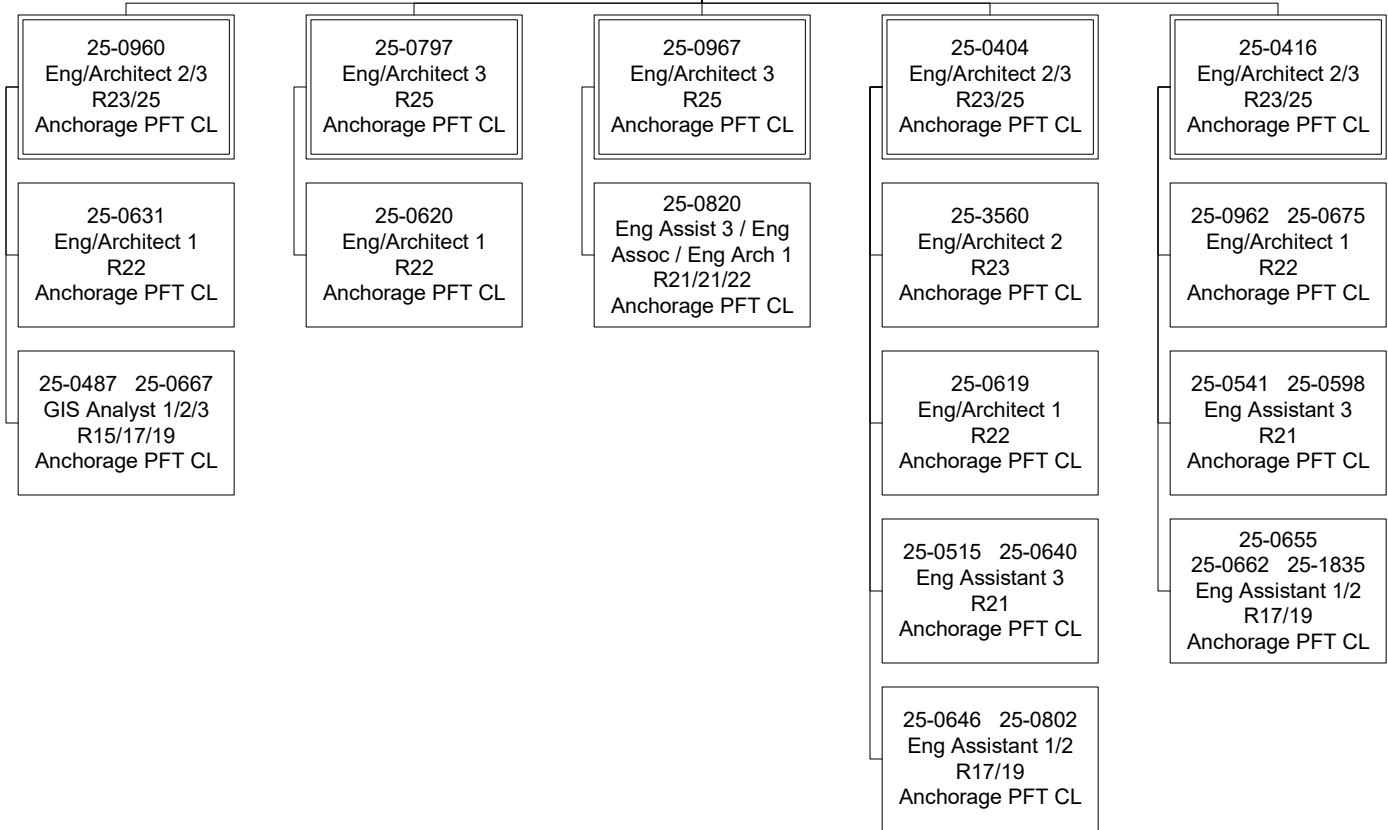 25-0960
Eng/Architect 2/3
R23/25
Anchorage PFT CL
25-0631
Eng/Architect 1
R22
Anchorage PFT CL
25-0487 25-0667
GIS Analyst 1/2/3
R15/17/19
Anchorage PFT CL
25-0797
Eng/Architect 3
R25
Anchorage PFT CL
25-0620
Eng/Architect 1
R22
Anchorage PFT CL
25-0967
Eng/Architect 3
R25
Anchorage PFT CL
25-0820
Eng Assist 3 / Eng
Assoc / Eng Arch 1
R21/21/22
Anchorage PFT CL
25-0404
Eng/Architect 2/3
R23/25
Anchorage PFT CL
25-3560
Eng/Architect 2
R23
Anchorage PFT CL
25-0619
Eng/Architect 1
R22
Anchorage PFT CL
25-0515 25-0640
Eng Assistant 3
R21
Anchorage PFT CL
25-0646 25-0802
Eng Assistant 1/2
R17/19
Anchorage PFT CL
25-0416
Eng/Architect 2/3
R23/25
Anchorage PFT CL
25-0962 25-0675
Eng/Architect 1
R22
Anchorage PFT CL
25-0541 25-0598
Eng Assistant 3
R21
Anchorage PFT CL
25-0655
25-0662 25-1835
Eng Assistant 1/2
R17/19
Anchorage PFT CL